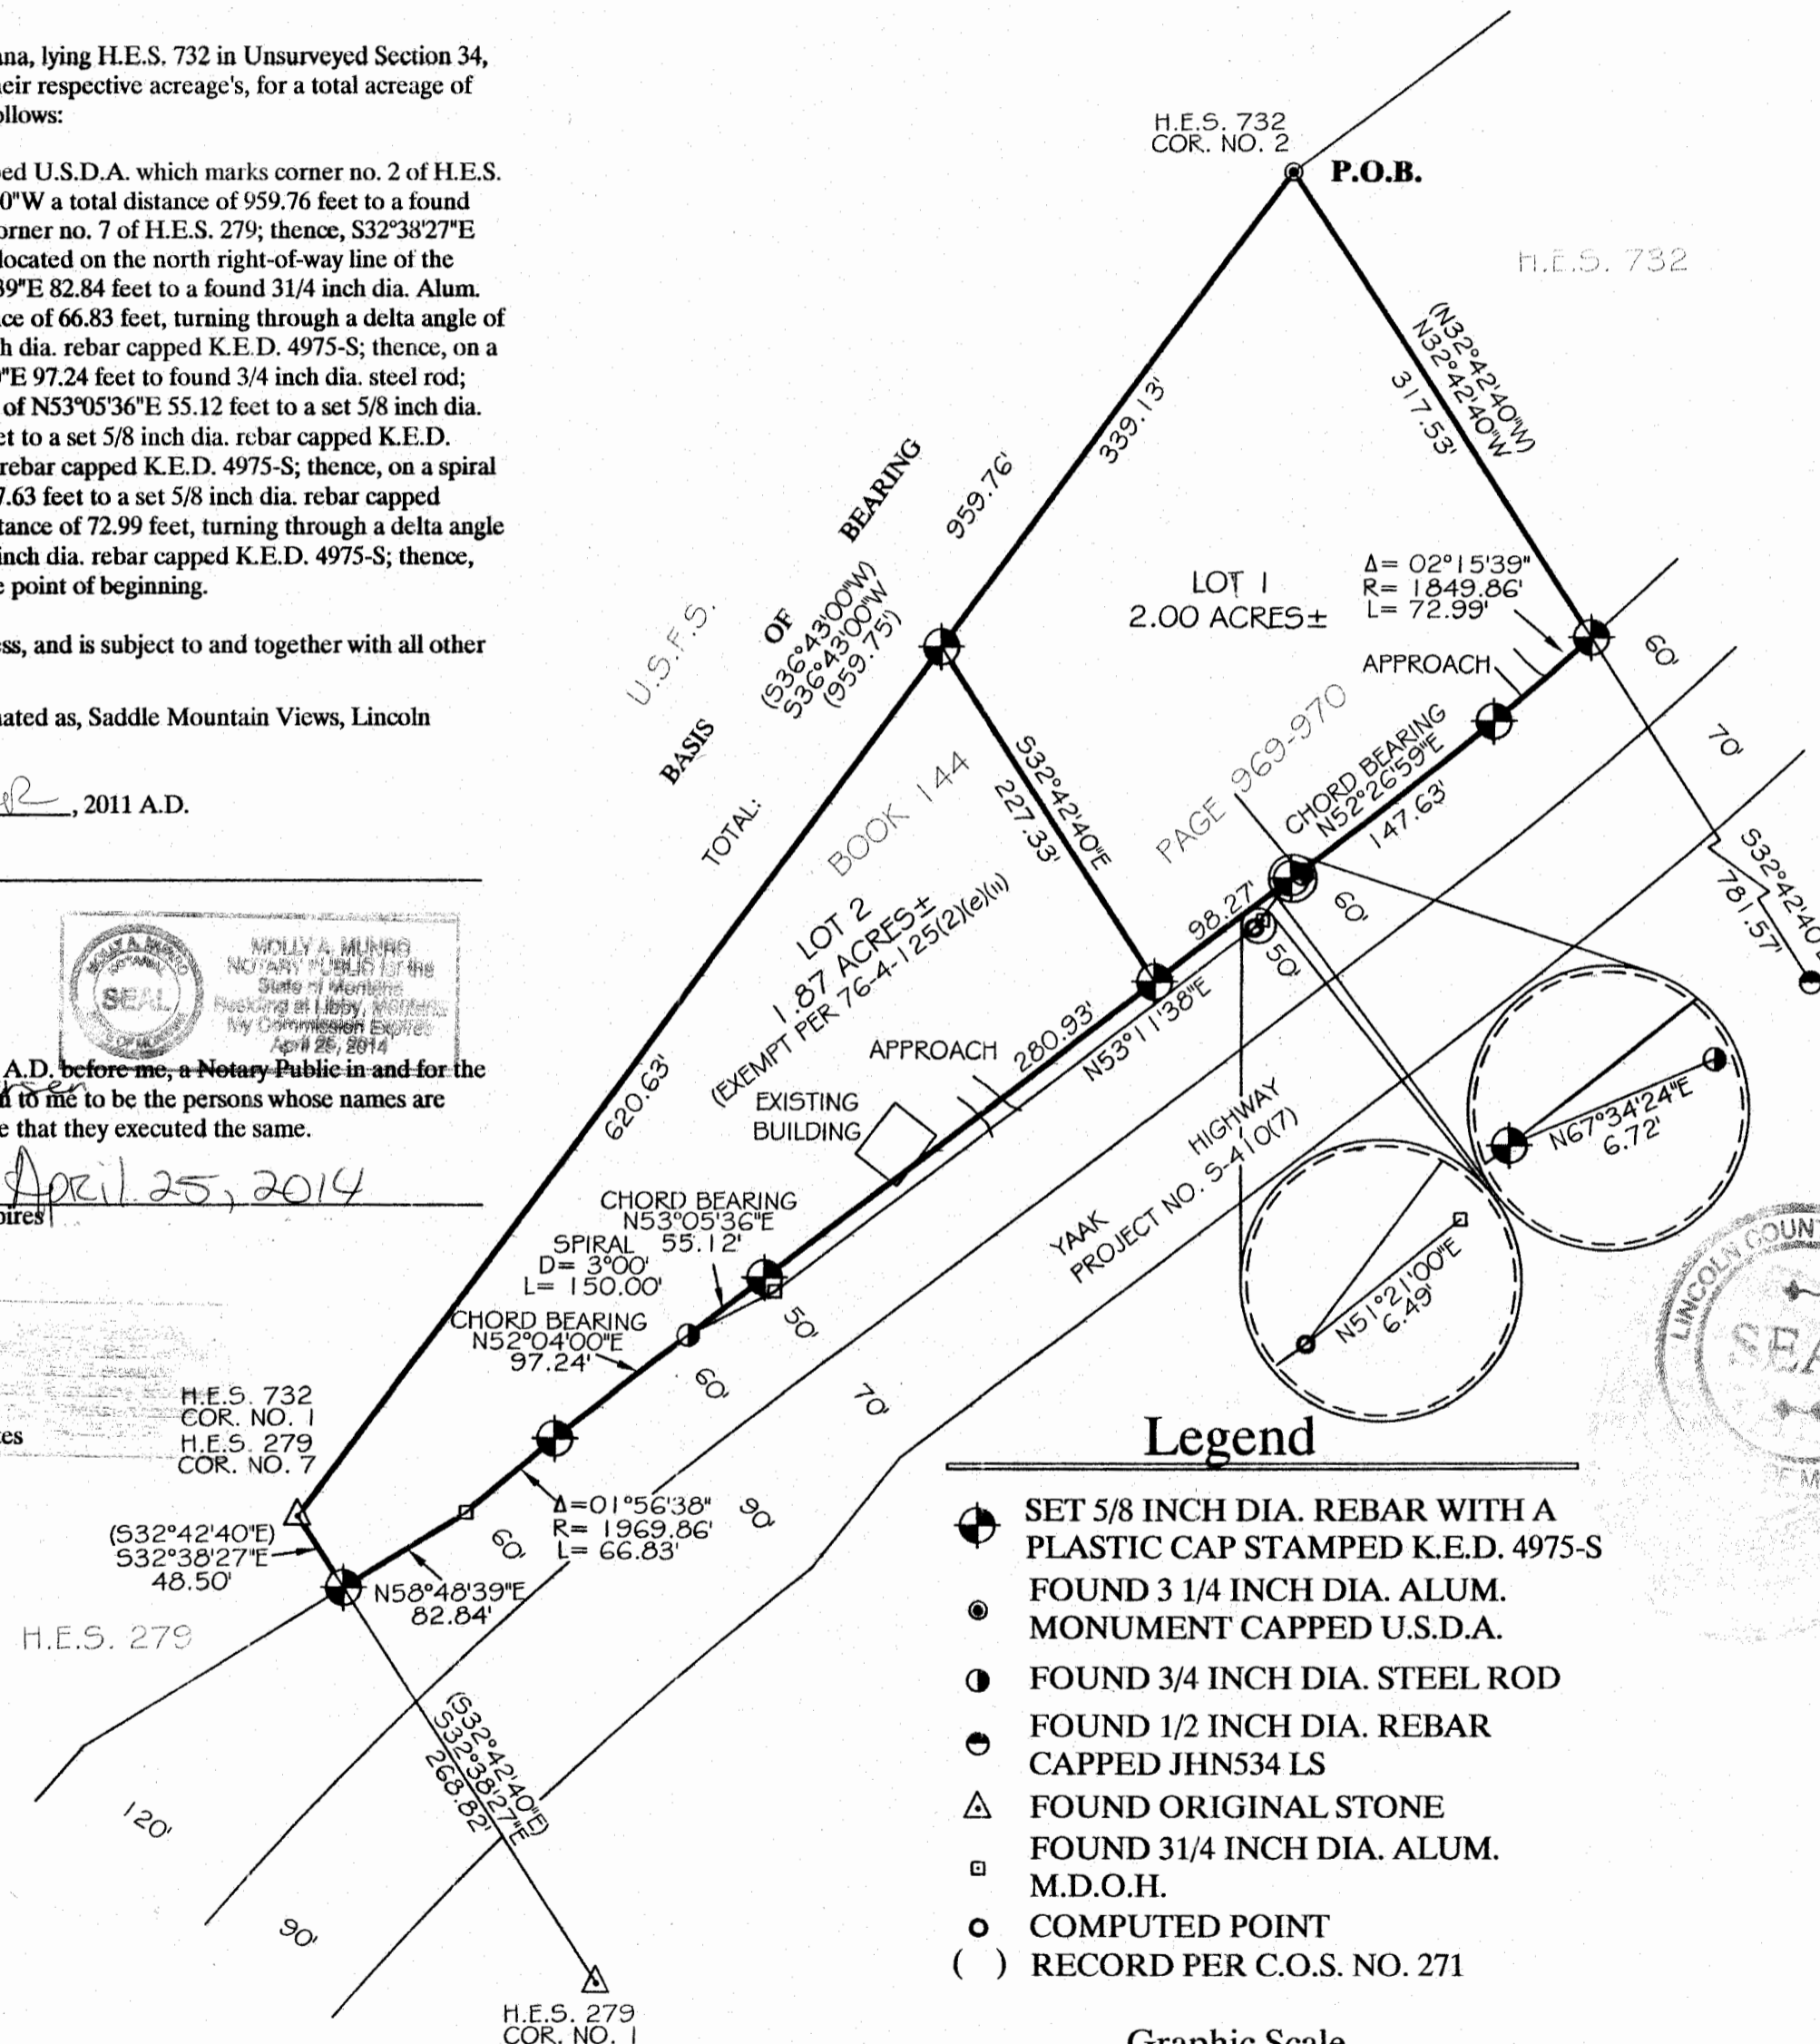 ana, lying H.E.S. 732 in Unsurveyed Section 34,
heir respective acreage's, for a total acreage of
ollows:
ped U.S.D.A. which marks corner no. 2 of H.E.S.
0"W a total distance of 959.76 feet to a found
orner no. 7 of H.E.S. 279; thence, S32°38'27"E
located on the north right-of-way line of the
39"E 82.84 feet to a found 31/4 inch dia. Alum.
ce of 66.83 feet, turning through a delta angle of
h dia. rebar capped K.E.D. 4975-S; thence, on a
"E 97.24 feet to found 3/4 inch dia. steel rod;
of N53°05'36"E 55.12 feet to a set 5/8 inch dia.
et to a set 5/8 inch dia. rebar capped K.E.D.
rebar capped K.E.D. 4975-S; thence, on a spiral
7.63 feet to a set 5/8 inch dia. rebar capped
tance of 72.99 feet, turning through a delta angle
inch dia. rebar capped K.E.D. 4975-S; thence,
e point of beginning.
ess, and is subject to and together with all other
nated as, Saddle Mountain Views, Lincoln
, 2011 A.D.
MOLLY A. MUNRO
NOTARIAL
SEAL
MOLLY A. MUNRO
NOTARY PUBLIC for the
State of Montana
Residing at Libby, Montana
My Commission Expires
April 25, 2014
A.D. before me, a Notary Public in and for the
to me to be the persons whose names are
e that they executed the same.
April 25, 2014
pires
tes
H.E.S. 732
COR. NO. 2
P.O.B.
H.E.S. 732
(N32°42'40"W)
N32°42'40"W
317.53'
339.13'
959.76'
BASIS OF BEARING
(S36°43'00"W)
S36°43'00"W
(959.75')
TOTAL:
U.S.F.S.
BOOK 144
PAGE 969-970
LOT 1
2.00 ACRES±
Δ= 02°15'39"
R= 1849.86'
L= 72.99'
APPROACH
60'
70'
CHORD BEARING
N52°26'59"E
147.63'
S32°42'40"E
227.33'
S32°42'40"
781.57'
LOT 2
1.87 ACRES±
(EXEMPT PER 76-4-125(2)(e)(ii)
98.27'
60'
50'
280.93'
N53°11'38"E
APPROACH
EXISTING
BUILDING
620.63'
YAAK HIGHWAY
PROJECT NO. S-410(7)
N67°34'24"E
6.72'
N51°21'00"E
6.49'
CHORD BEARING
N53°05'36"E
55.12'
SPIRAL
D= 3°00'
L= 150.00'
CHORD BEARING
N52°04'00"E
97.24'
50'
60'
70'
H.E.S. 732
COR. NO. 1
H.E.S. 279
COR. NO. 7
(S32°42'40"E)
S32°38'27"E
48.50'
Δ=01°56'38"
R= 1969.86'
L= 66.83'
60'
90'
N58°48'39"E
82.84'
H.E.S. 279
(S32°42'40"E)
S32°38'27"E
268.82'
120'
90'
H.E.S. 279
COR. NO. 1
LINCOLN COUN
SEA
OF M
Legend
SET 5/8 INCH DIA. REBAR WITH A
PLASTIC CAP STAMPED K.E.D. 4975-S
FOUND 3 1/4 INCH DIA. ALUM.
MONUMENT CAPPED U.S.D.A.
FOUND 3/4 INCH DIA. STEEL ROD
FOUND 1/2 INCH DIA. REBAR
CAPPED JHN534 LS
FOUND ORIGINAL STONE
FOUND 31/4 INCH DIA. ALUM.
M.D.O.H.
COMPUTED POINT
( ) RECORD PER C.O.S. NO. 271
Graphic Scale